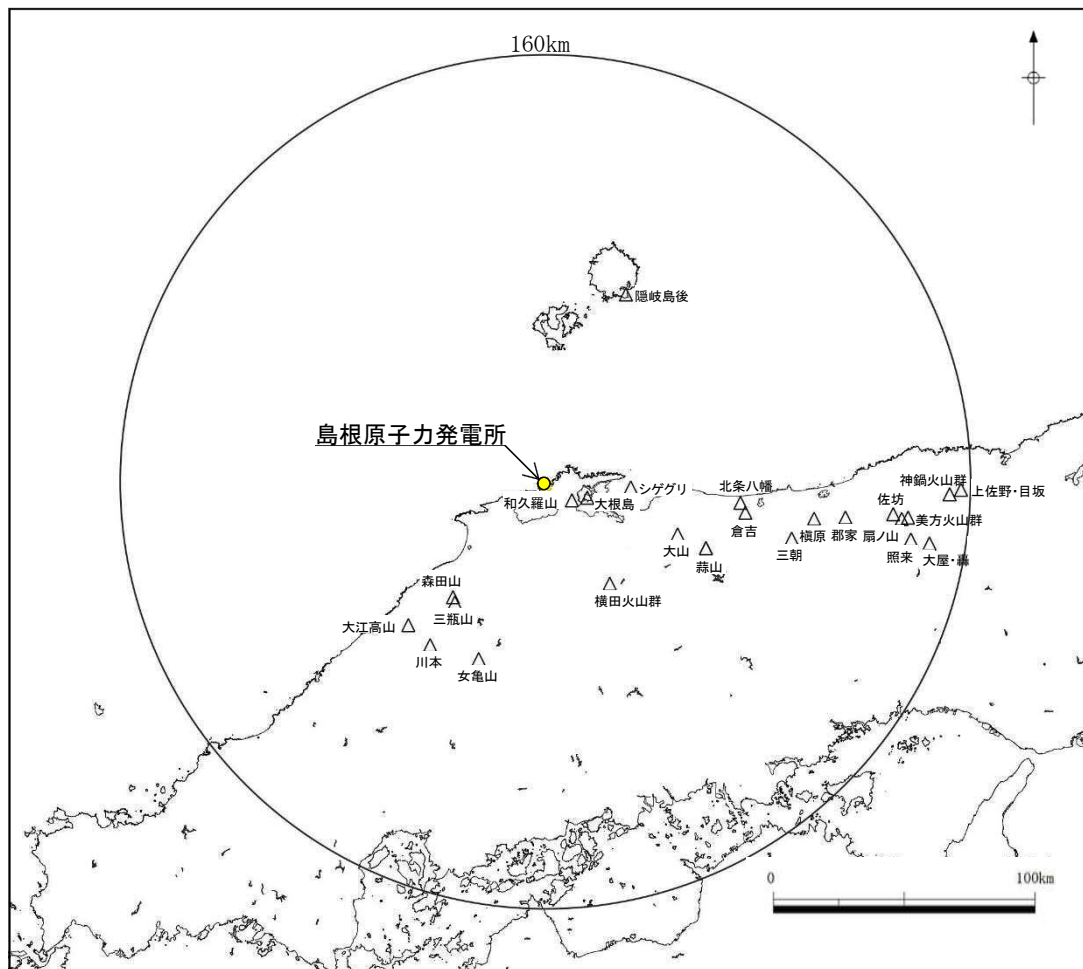 160km
隠岐島後
島根原子力発電所
シゲグリ
和久羅山
大根島
北条八幡
倉吉
神鍋火山群
上佐野・目坂
佐坊
美方火山群
扇ノ山
照来
大屋・轟
槇原
郡家
三朝
大山
蒜山
横田火山群
森田山
三瓶山
大江高山
川本
女亀山
0
100km